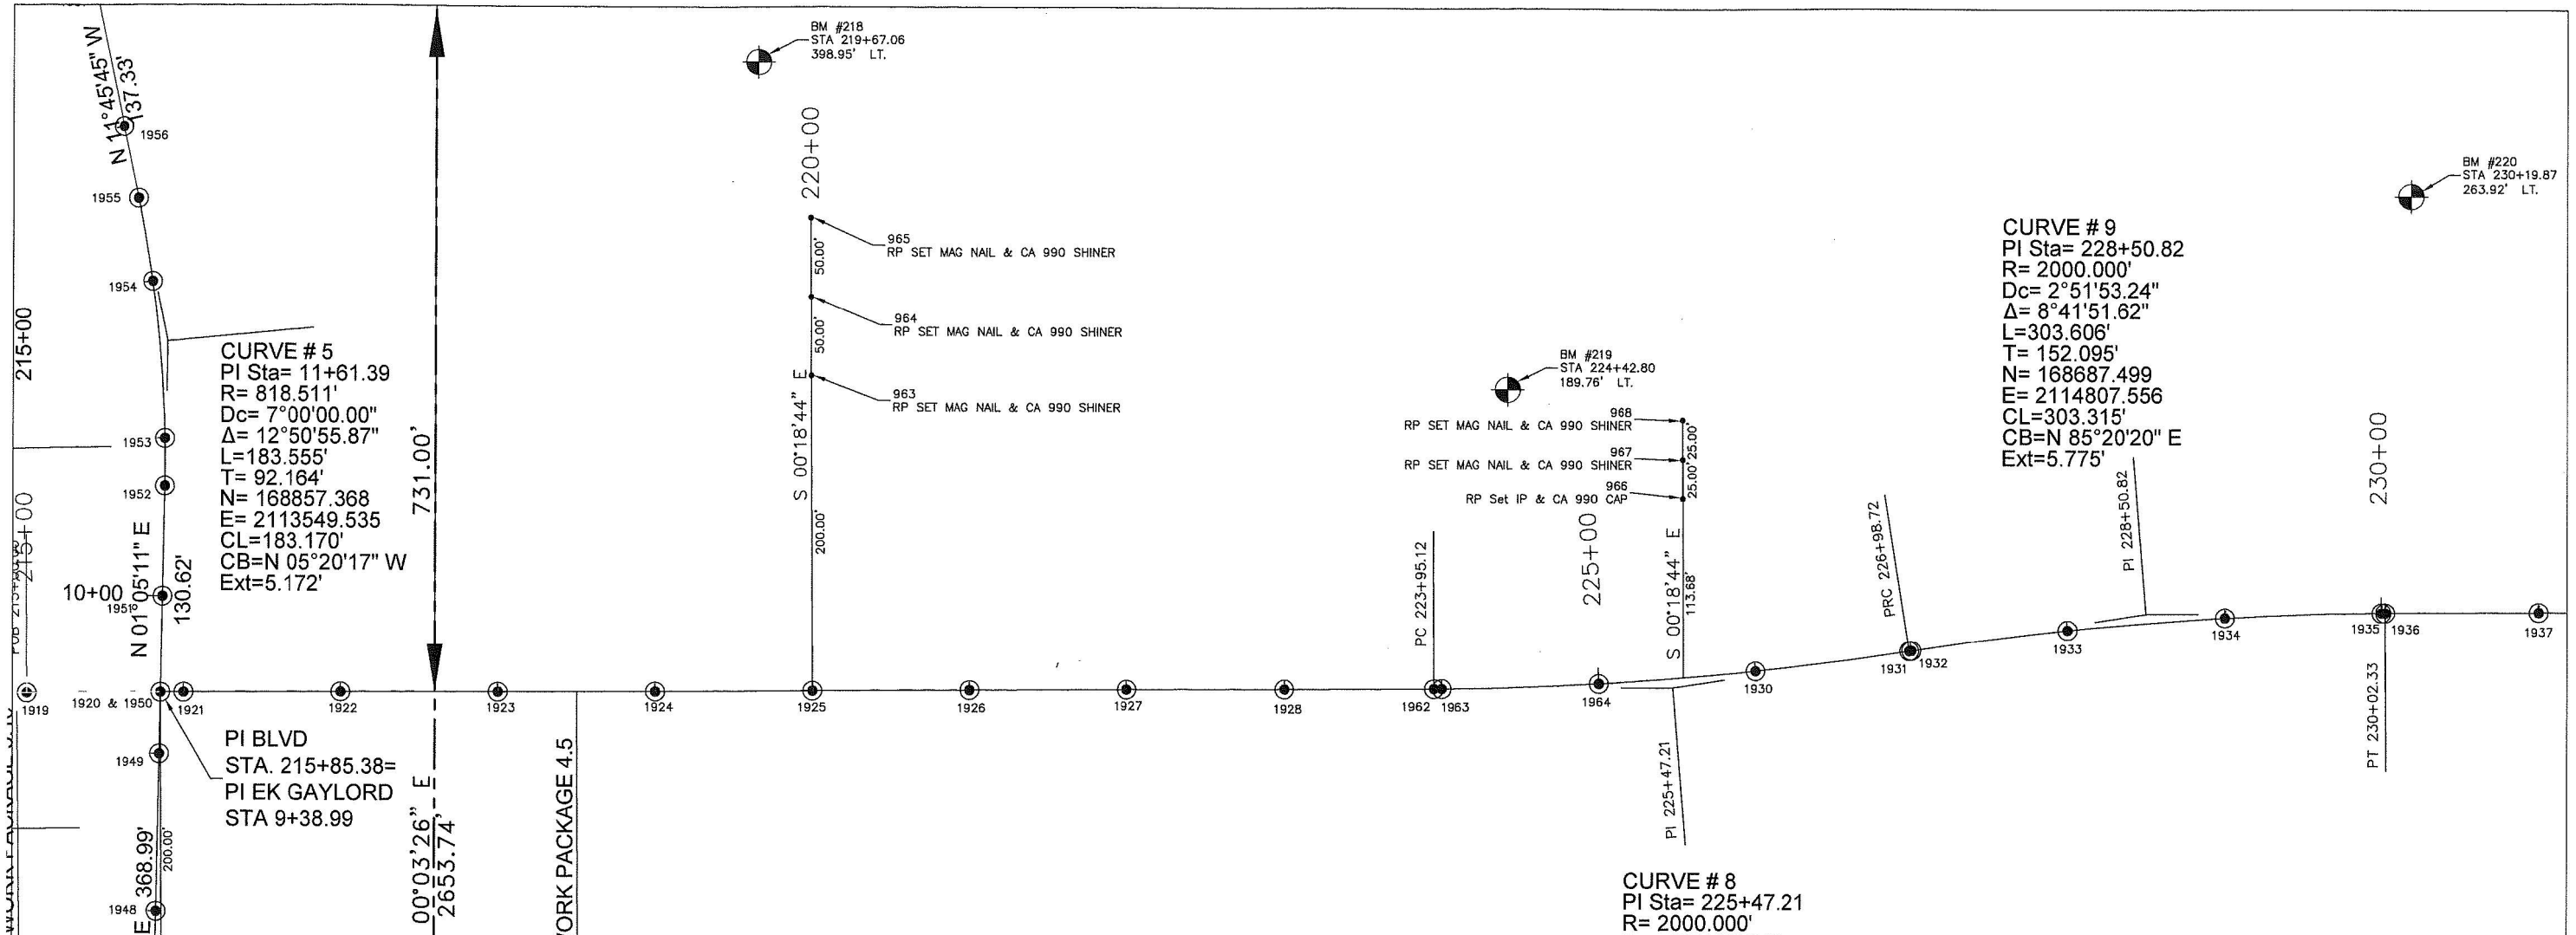 N 11°45'45" W
137.33'
1956
1955
1954
215+00
CURVE # 5
PI Sta= 11+61.39
R= 818.511'
Dc= 7°00'00.00"
Δ= 12°50'55.87"
L=183.555'
T= 92.164'
N= 168857.368
E= 2113549.535
CL=183.170'
CB=N 05°20'17" W
Ext=5.172'
1953
1952
215+00
N 01°05'11" E
130.62'
10+00
1951
731.00'
BM #218
STA 219+67.06
398.95' LT.
220+00
965
RP SET MAG NAIL & CA 990 SHINER
50.00'
964
RP SET MAG NAIL & CA 990 SHINER
50.00'
963
RP SET MAG NAIL & CA 990 SHINER
S 00°18'44" E
200.00'
BM #219
STA 224+42.80
189.76' LT.
968
RP SET MAG NAIL & CA 990 SHINER
25.00'
967
RP SET MAG NAIL & CA 990 SHINER
25.00'
966
RP Set IP & CA 990 CAP
S 00°18'44" E
113.68'
PC 223+95.12
225+00
PRC 226+98.72
BM #220
STA 230+19.87
263.92' LT.
CURVE # 9
PI Sta= 228+50.82
R= 2000.000'
Dc= 2°51'53.24"
Δ= 8°41'51.62"
L=303.606'
T= 152.095'
N= 168687.499
E= 2114807.556
CL=303.315'
CB=N 85°20'20" E
Ext=5.775'
PI 228+50.82
230+00
1919
1920 & 1950
1921
1922
1923
1924
1925
1926
1927
1928
1962
1963
1964
1930
1931
1932
1933
1934
1935
1936
1937
PI BLVD
STA. 215+85.38=
PI EK GAYLORD
STA 9+38.99
1949
1948
E 368.99'
200.00'
00°03'26" E
2653.74'
WORK PACKAGE 4.5
PI 225+47.21
PT 230+02.33
CURVE # 8
PI Sta= 225+47.21
R= 2000.000'